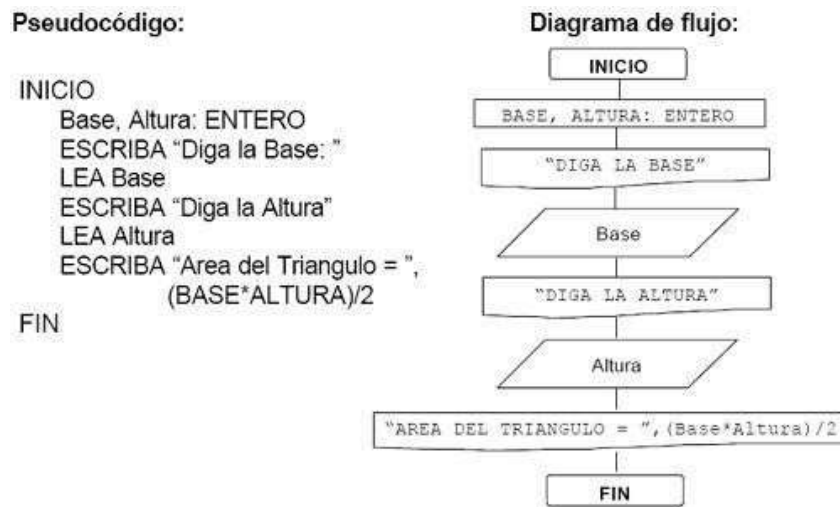 Pseudocódigo:
INICIO
Base, Altura: ENTERO
ESCRIBA “Diga la Base: ”
LEA Base
ESCRIBA “Diga la Altura”
LEA Altura
ESCRIBA “Area del Triangulo = ”,
(BASE*ALTURA)/2
FIN
Diagrama de flujo:
INICIO
BASE, ALTURA: ENTERO
“DIGA LA BASE”
Base
“DIGA LA ALTURA”
Altura
“AREA DEL TRIANGULO = ”,(Base*Altura)/2
FIN